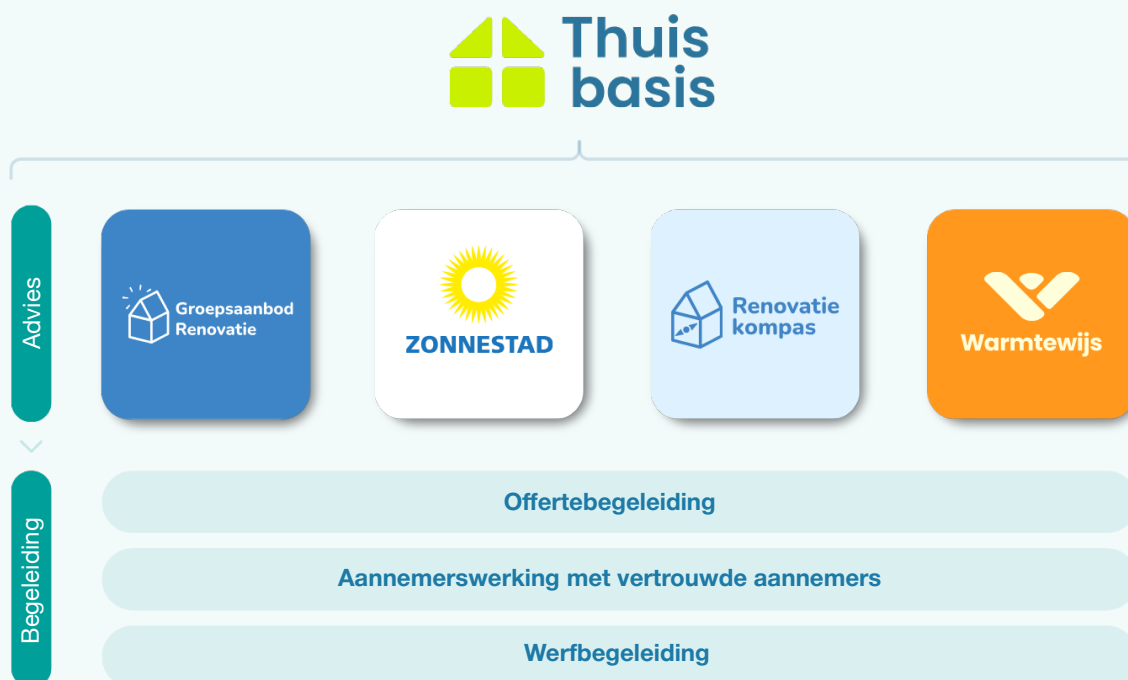 Thuis
basis
Advies
Groepsaanbod
Renovatie
ZONNESTAD
Renovatie
kompas
Warmtewijs
Begeleiding
Offertebegeleiding
Aannemerswerking met vertrouwde aannemers
Werfbegeleiding